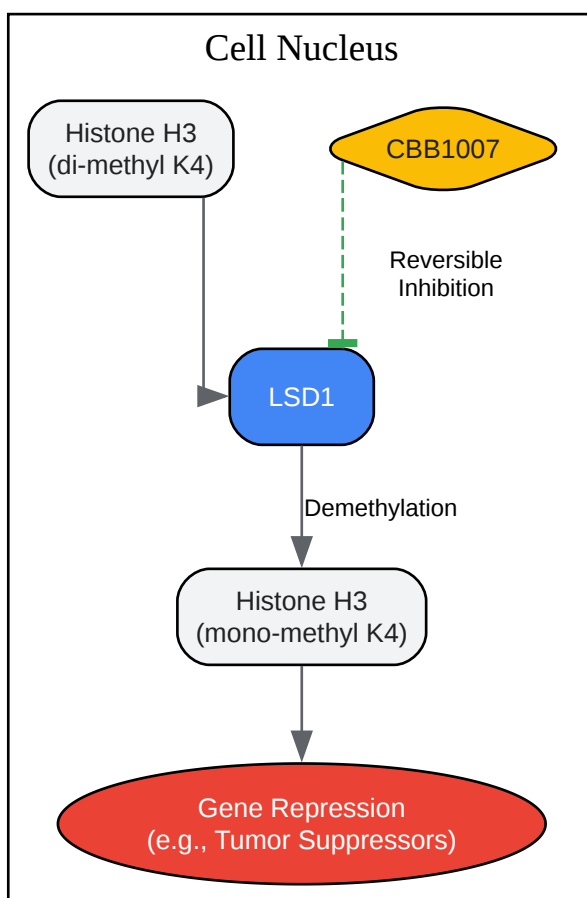 Cell Nucleus
Histone H3
(di-methyl K4)
CBB1007
Reversible
Inhibition
LSD1
Demethylation
Histone H3
(mono-methyl K4)
Gene Repression
(e.g., Tumor Suppressors)